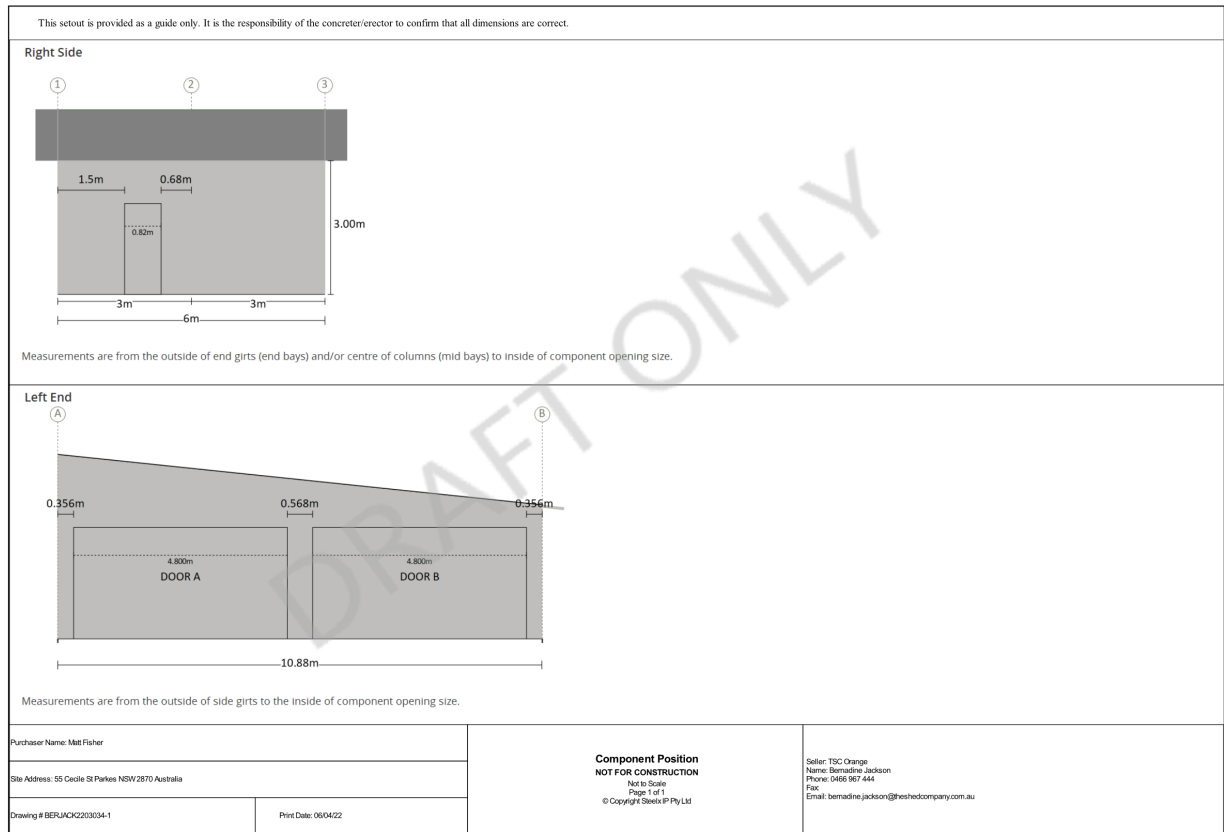 This setout is provided as a guide only. It is the responsibility of the concreter/erector to confirm that all dimensions are correct.
Right Side
1 2 3
1.5m 0.68m
0.82m
3.00m
3m 3m
6m
Measurements are from the outside of end girts (end bays) and/or centre of columns (mid bays) to inside of component opening size.
Left End
A B
0.356m 0.568m 0.356m
4.800m 4.800m
DOOR A DOOR B
10.88m
Measurements are from the outside of side girts to the inside of component opening size.
DRAFT ONLY
Purchaser Name: Matt Fisher
Site Address: 55 Cecile St Parkes NSW 2870 Australia
Drawing # BERJACK2203034-1 Print Date: 06/04/22
Component Position
NOT FOR CONSTRUCTION
Not to Scale
Page 1 of 1
© Copyright Steelx IP Pty Ltd
Seller: TSC Orange
Name: Bernadine Jackson
Phone: 0466 967 444
Fax:
Email: bernadine.jackson@theshedcompany.com.au